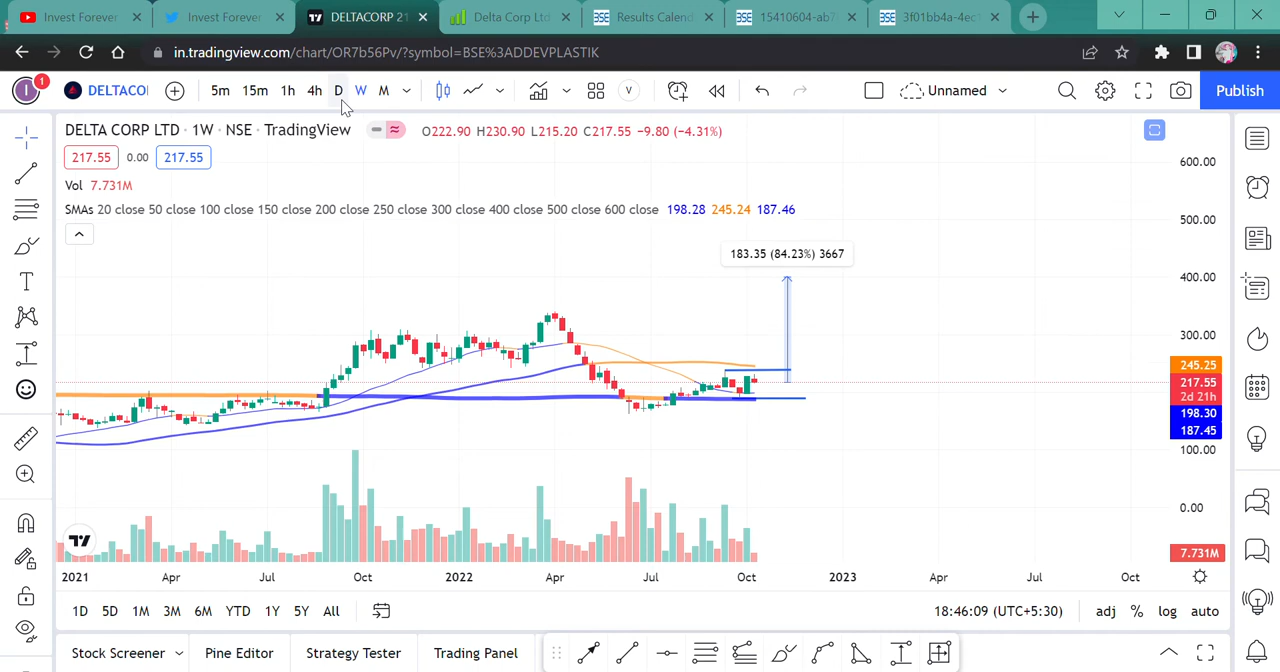 Invest Forever
Invest Forever
DELTACORP 21
Delta Corp Ltd
Results Calend
15410604-ab7
3f01bb4a-4ec1
in.tradingview.com/chart/OR7b56Pv/?symbol=BSE%3ADDEVPLASTIK
I 1 DELTACO 5m 15m 1h 4h D W M V Unnamed Publish
DELTA CORP LTD · 1W · NSE · TradingView O222.90 H230.90 L215.20 C217.55 −9.80 (−4.31%)
217.55 0.00 217.55
Vol 7.731M
SMAs 20 close 50 close 100 close 150 close 200 close 250 close 300 close 400 close 500 close 600 close 198.28 245.24 187.46
183.35 (84.23%) 3667
600.00
500.00
400.00
300.00
245.25
217.55
2d 21h
198.30
187.45
100.00
0.00
7.731M
2021 Apr Jul Oct 2022 Apr Jul Oct 2023 Apr Jul Oct
1D 5D 1M 3M 6M YTD 1Y 5Y All 18:46:09 (UTC+5:30) adj % log auto
Stock Screener Pine Editor Strategy Tester Trading Panel